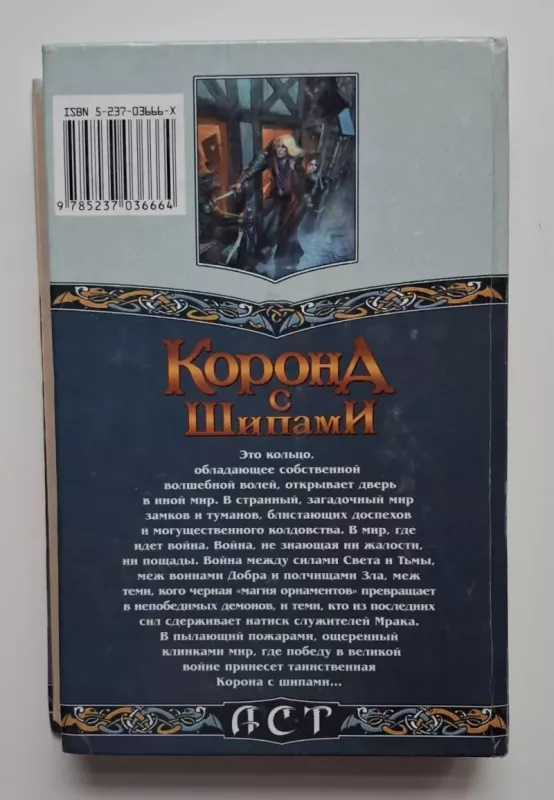 ISBN 5-237-03666-X
9 785237 036664
Корона
с
Шипами
Это кольцо,
обладающее собственной
волшебной волей, открывает дверь
в иной мир. В странный, загадочный мир
замков и туманов, блистающих доспехов
и могущественного колдовства. В мир, где
идет война. Война, не знающая ни жалости,
ни пощады. Война между силами Света и Тьмы,
меж воинами Добра и полчищами Зла, меж
теми, кого черная «магия орнаментов» превращает
в непобедимых демонов, и теми, кто из последних
сил сдерживает натиск служителей Мрака.
В пылающий пожарами, ощеренный
клинками мир, где победу в великой
войне принесет таинственная
Корона с шипами...
АСТ